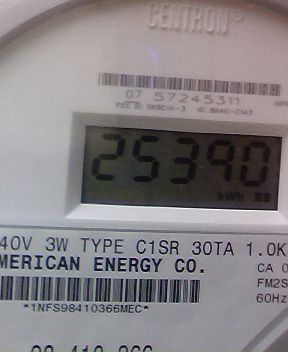 CENTRON®
07 57245311
25390
kWh
40V 3W TYPE C1SR 30TA 1.0K
MERICAN ENERGY CO.
CA 0
FM2S
60Hz
*1NFS98410366MEC*